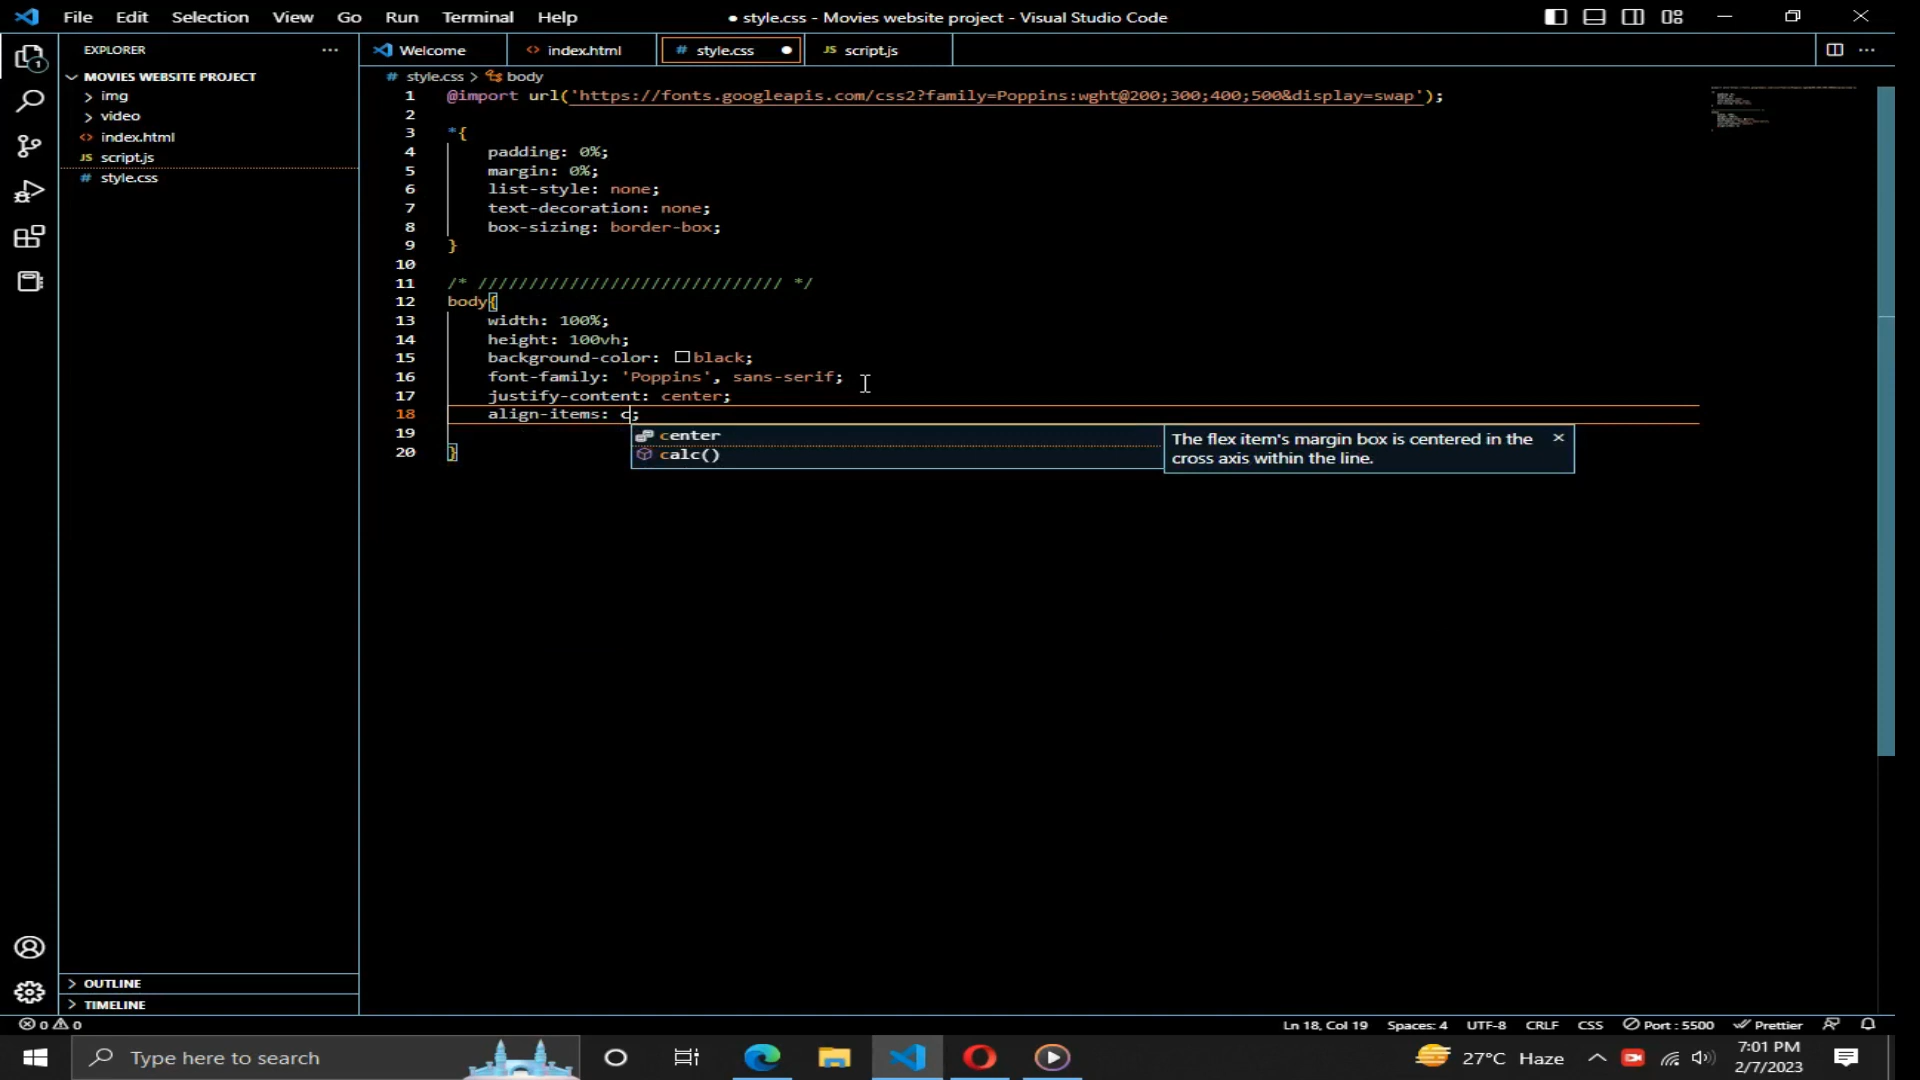 File Edit Selection View Go Run Terminal Help
● style.css - Movies website project - Visual Studio Code
EXPLORER
Welcome
<> index.html
# style.css ●
JS script.js
MOVIES WEBSITE PROJECT
> img
> video
<> index.html
JS script.js
# style.css
# style.css > body
1 @import url('https://fonts.googleapis.com/css2?family=Poppins:wght@200;300;400;500&display=swap');
2
3 *{
4 padding: 0%;
5 margin: 0%;
6 list-style: none;
7 text-decoration: none;
8 box-sizing: border-box;
9 }
10
11 /* ////////////////////////////// */
12 body{
13 width: 100%;
14 height: 100vh;
15 background-color: black;
16 font-family: 'Poppins', sans-serif;
17 justify-content: center;
18 align-items: c;
19
20 }
center
calc()
The flex item's margin box is centered in the
cross axis within the line.
1
> OUTLINE
> TIMELINE
0 0
Ln 18, Col 19 Spaces: 4 UTF-8 CRLF CSS Port : 5500 Prettier
Type here to search
27°C Haze
7:01 PM
2/7/2023